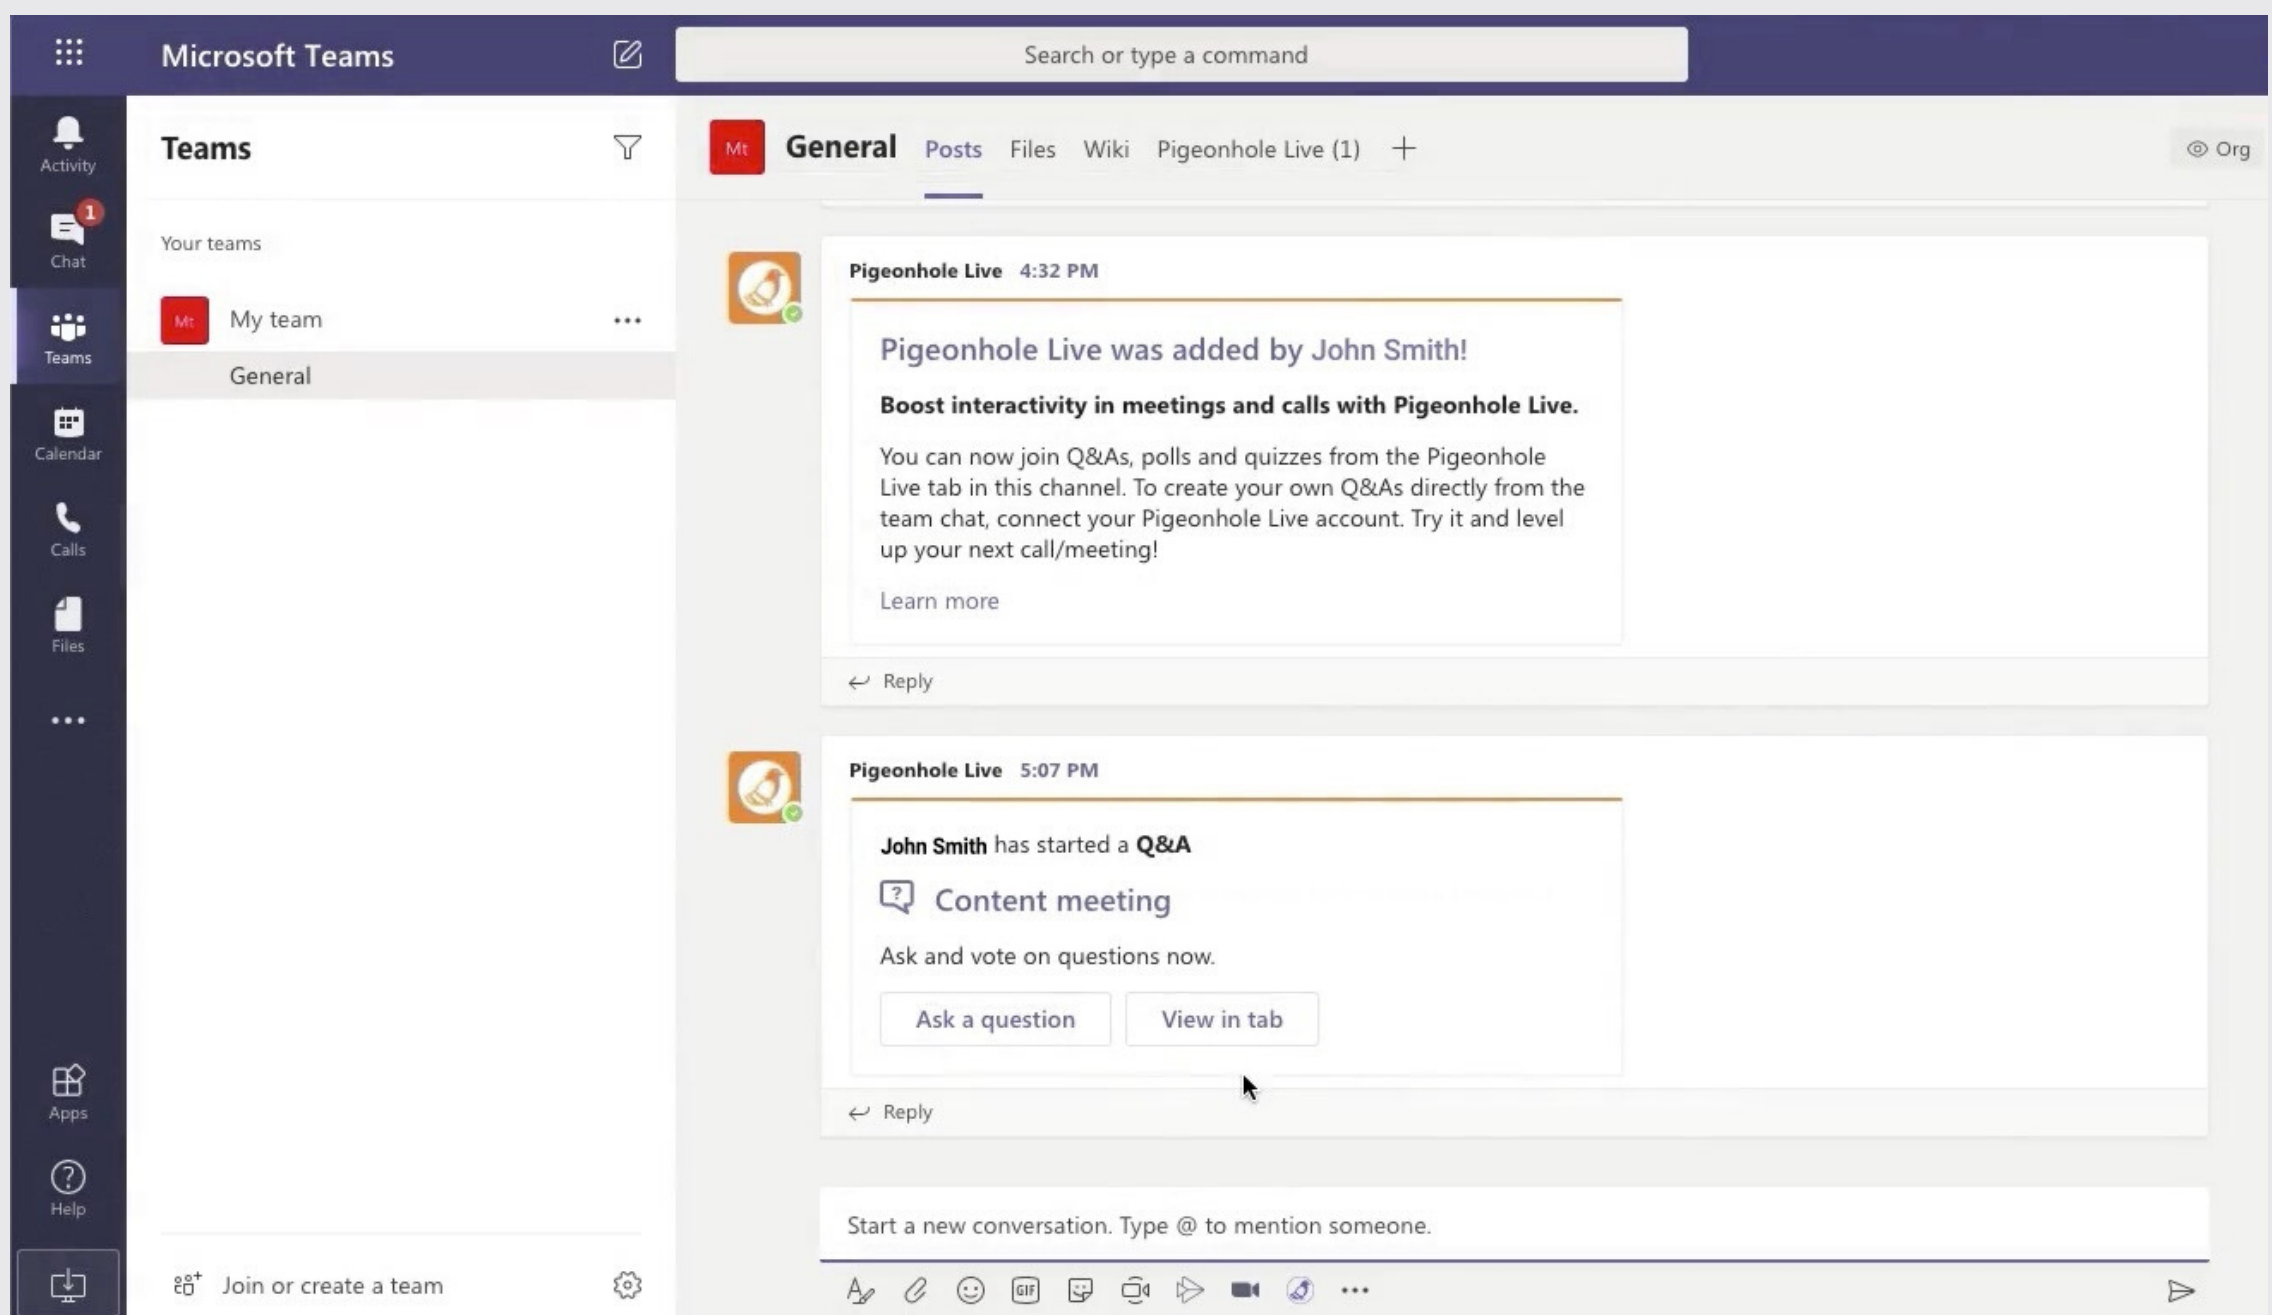 Microsoft Teams
Search or type a command
Activity
1
Chat
Teams
Calendar
Calls
Files
Apps
Help
Teams
Your teams
Mt My team
General
Join or create a team
Mt General Posts Files Wiki Pigeonhole Live (1) Org
Pigeonhole Live 4:32 PM
Pigeonhole Live was added by John Smith!
Boost interactivity in meetings and calls with Pigeonhole Live.
You can now join Q&As, polls and quizzes from the Pigeonhole
Live tab in this channel. To create your own Q&As directly from the
team chat, connect your Pigeonhole Live account. Try it and level
up your next call/meeting!
Learn more
Reply
Pigeonhole Live 5:07 PM
John Smith has started a Q&A
Content meeting
Ask and vote on questions now.
Ask a question View in tab
Reply
Start a new conversation. Type @ to mention someone.
GIF